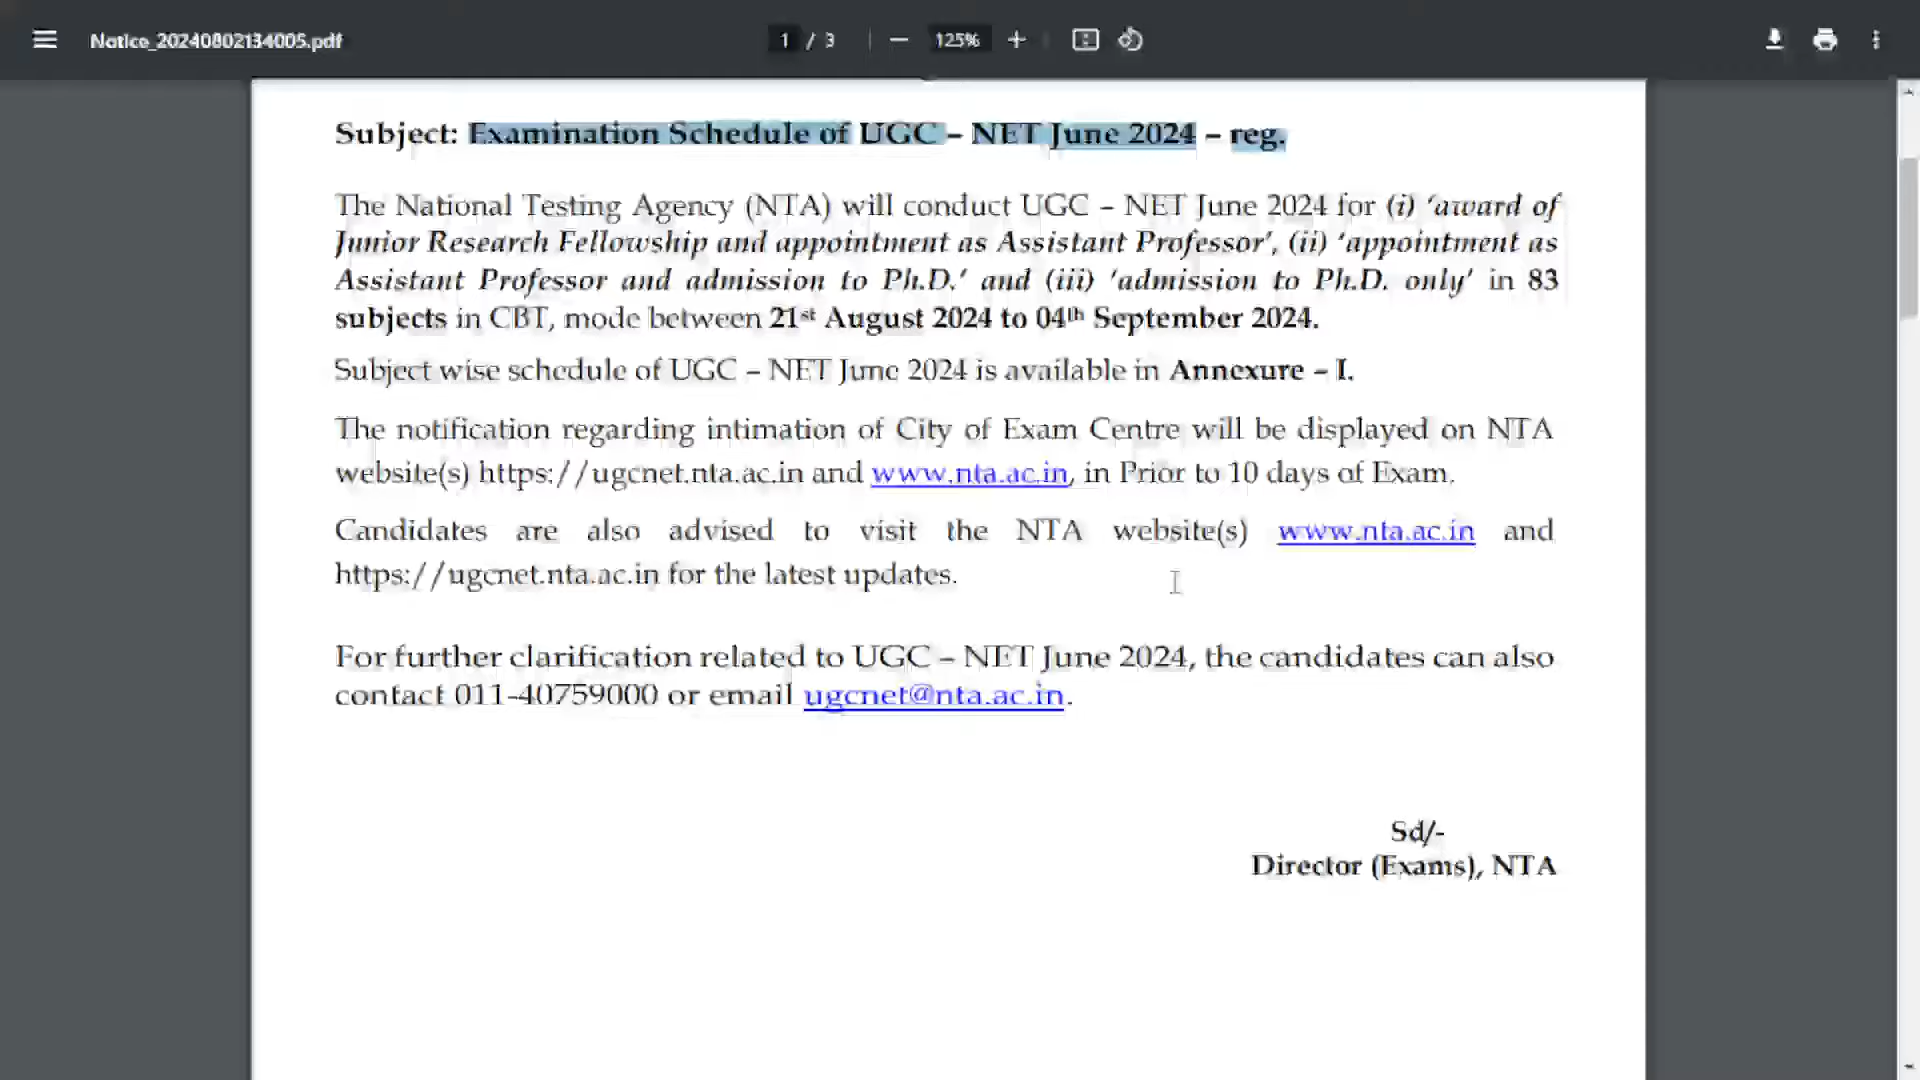 Notice_20240802134005.pdf
1 / 3
125%
Subject: Examination Schedule of UGC – NET June 2024 – reg.
The National Testing Agency (NTA) will conduct UGC – NET June 2024 for (i) ‘award of
Junior Research Fellowship and appointment as Assistant Professor’, (ii) ‘appointment as
Assistant Professor and admission to Ph.D.’ and (iii) ‘admission to Ph.D. only’ in 83
subjects in CBT, mode between 21st August 2024 to 04th September 2024.
Subject wise schedule of UGC – NET June 2024 is available in Annexure – I.
The notification regarding intimation of City of Exam Centre will be displayed on NTA
website(s) https://ugcnet.nta.ac.in and www.nta.ac.in, in Prior to 10 days of Exam.
Candidates are also advised to visit the NTA website(s) www.nta.ac.in and
https://ugcnet.nta.ac.in for the latest updates.
For further clarification related to UGC – NET June 2024, the candidates can also
contact 011-40759000 or email ugcnet@nta.ac.in.
Sd/-
Director (Exams), NTA